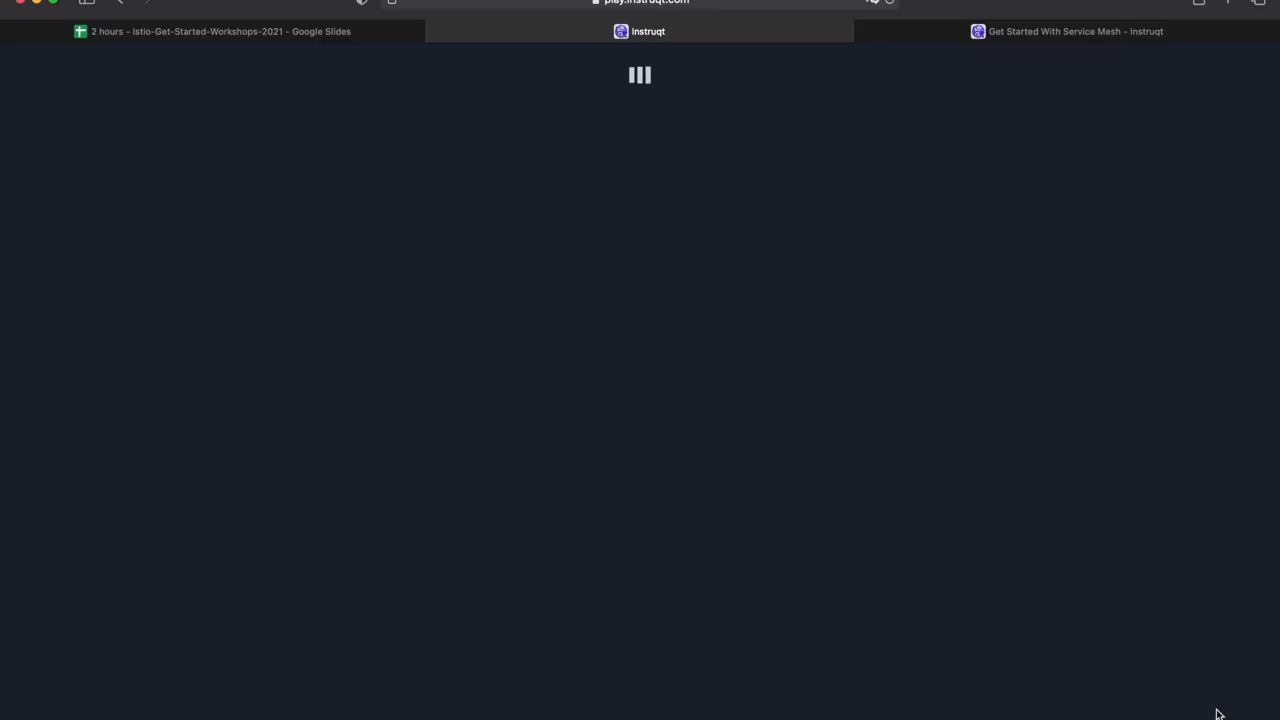 play.instruqt.com
2 hours - Istio-Get-Started-Workshops-2021 - Google Slides
Instruqt
Get Started With Service Mesh - Instruqt